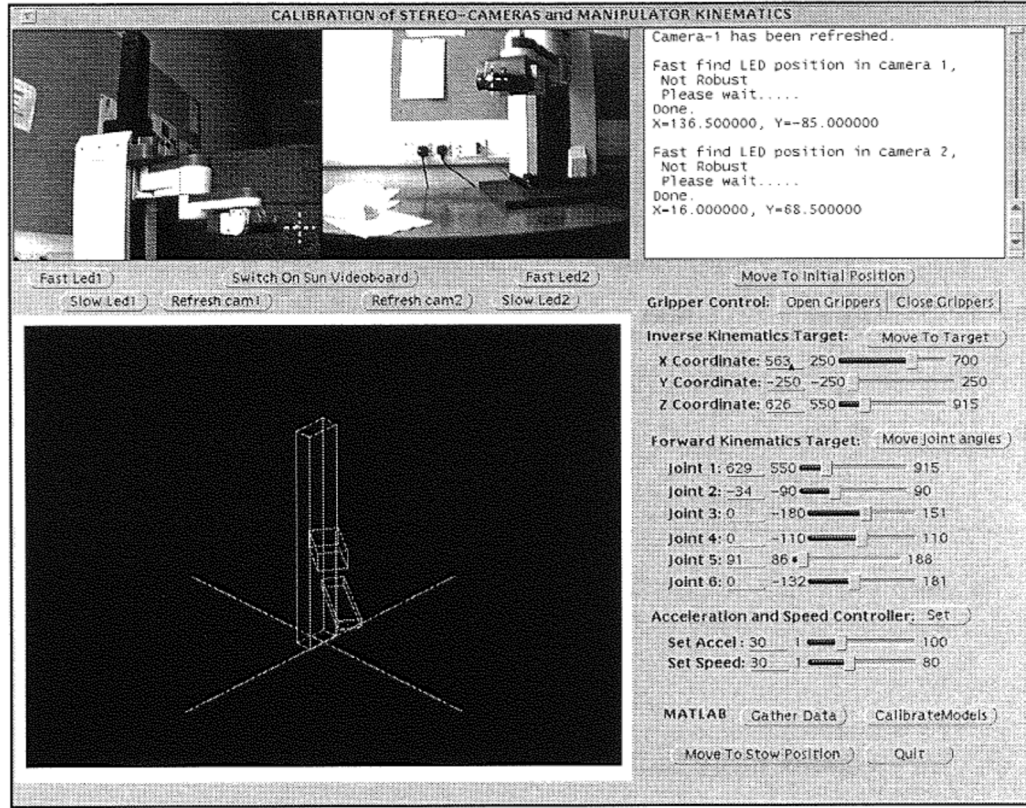 CALIBRATION of STEREO-CAMERAS and MANIPULATOR KINEMATICS
Camera-1 has been refreshed.
Fast find LED position in camera 1,
Not Robust
Please wait.....
Done.
X=136.500000, Y=-85.000000
Fast find LED position in camera 2,
Not Robust
Please wait.....
Done.
X=16.000000, Y=68.500000
Fast Led1 Switch On Sun Videoboard Fast Led2
Slow Led1 Refresh cam1 Refresh cam2 Slow Led2
Move To Initial Position
Gripper Control: Open Grippers Close Grippers
Inverse Kinematics Target: Move To Target
X Coordinate: 563 250 700
Y Coordinate: -250 -250 250
Z Coordinate: 626 550 915
Forward Kinematics Target: Move Joint angles
Joint 1: 629 550 915
Joint 2: -34 -90 90
Joint 3: 0 -180 151
Joint 4: 0 -110 110
Joint 5: 91 86 188
Joint 6: 0 -132 181
Acceleration and Speed Controller: Set
Set Accel : 30 1 100
Set Speed: 30 1 80
MATLAB Gather Data CalibrateModels
Move To Stow Position Quit